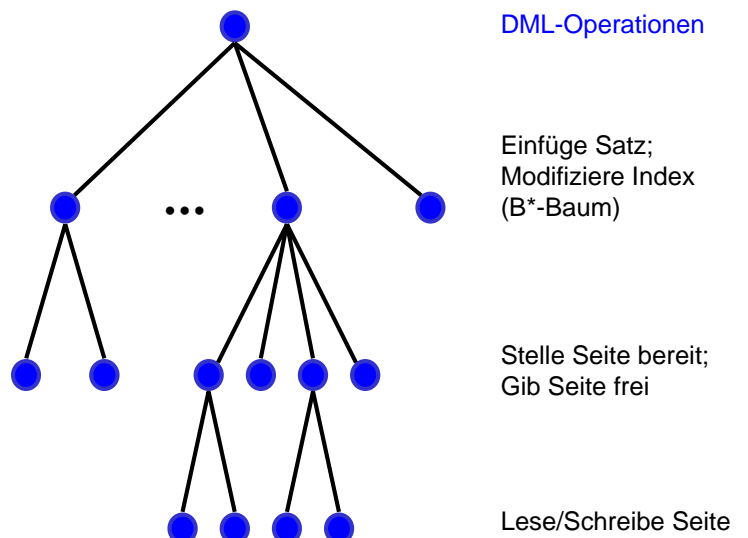 DML-Operationen
Einfüge Satz;
Modifiziere Index
(B*-Baum)
...
Stelle Seite bereit;
Gib Seite frei
Lese/Schreibe Seite